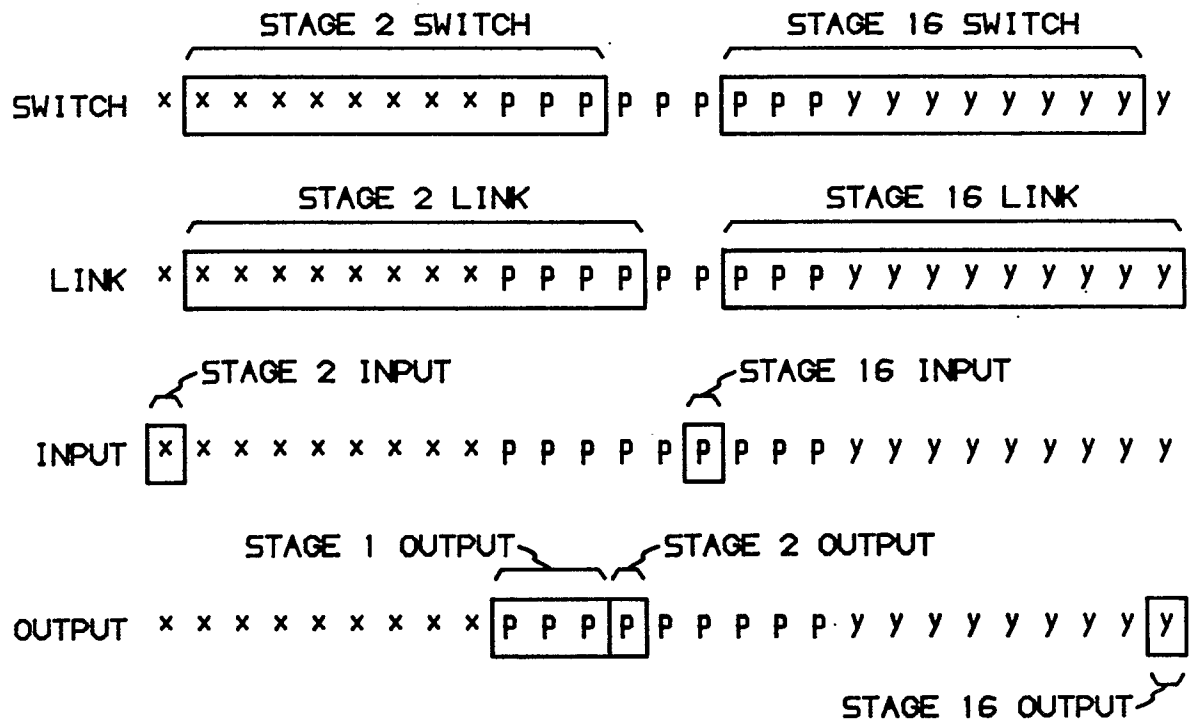 STAGE 2 SWITCH STAGE 16 SWITCH
SWITCH x x x x x x x x x p p p p p p p p p y y y y y y y y y
STAGE 2 LINK STAGE 16 LINK
LINK x x x x x x x x x p p p p p p p p p y y y y y y y y y
STAGE 2 INPUT STAGE 16 INPUT
INPUT x x x x x x x x x p p p p p p p p p y y y y y y y y y
STAGE 1 OUTPUT STAGE 2 OUTPUT
OUTPUT x x x x x x x x x p p p p p p p p p y y y y y y y y y
STAGE 16 OUTPUT